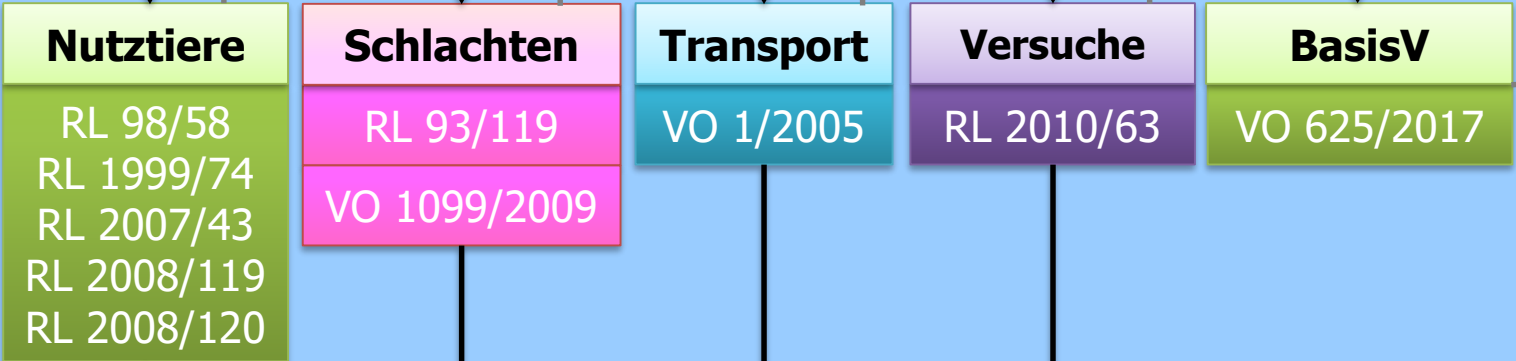 Nutztiere
RL 98/58
RL 1999/74
RL 2007/43
RL 2008/119
RL 2008/120
Schlachten
RL 93/119
VO 1099/2009
Transport
VO 1/2005
Versuche
RL 2010/63
BasisV
VO 625/2017